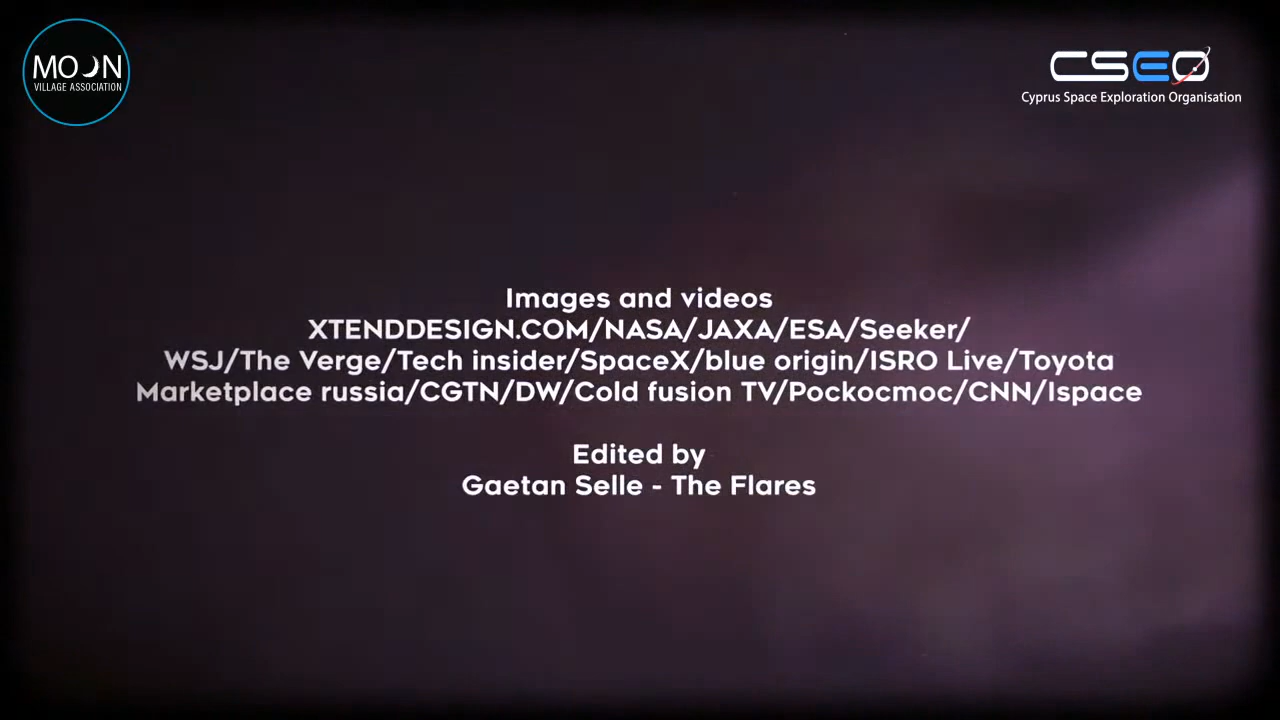 MOON
VILLAGE ASSOCIATION
CSEO
Cyprus Space Exploration Organisation
Images and videos
XTENDDESIGN.COM/NASA/JAXA/ESA/Seeker/
WSJ/The Verge/Tech insider/SpaceX/blue origin/ISRO Live/Toyota
Marketplace russia/CGTN/DW/Cold fusion TV/Pockocmoc/CNN/Ispace
Edited by
Gaetan Selle - The Flares